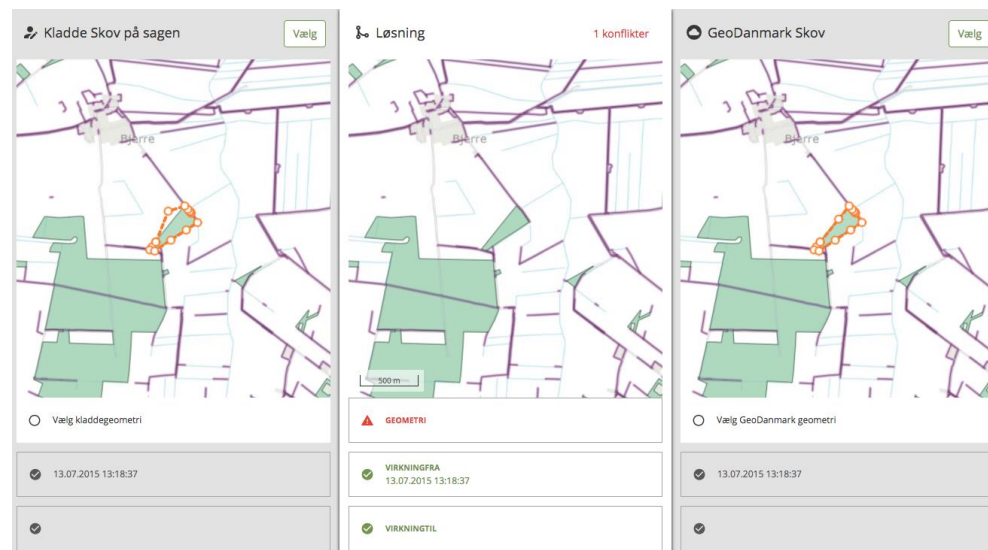 Kladde Skov på sagen
Vælg
Bjerre
Vælg kladdegeometri
13.07.2015 13:18:37
Løsning
1 konflikter
Bjerre
500 m
GEOMETRI
VIRKNINGFRA
13.07.2015 13:18:37
VIRKNINGTIL
GeoDanmark Skov
Vælg
Bjerre
Vælg GeoDanmark geometri
13.07.2015 13:18:37